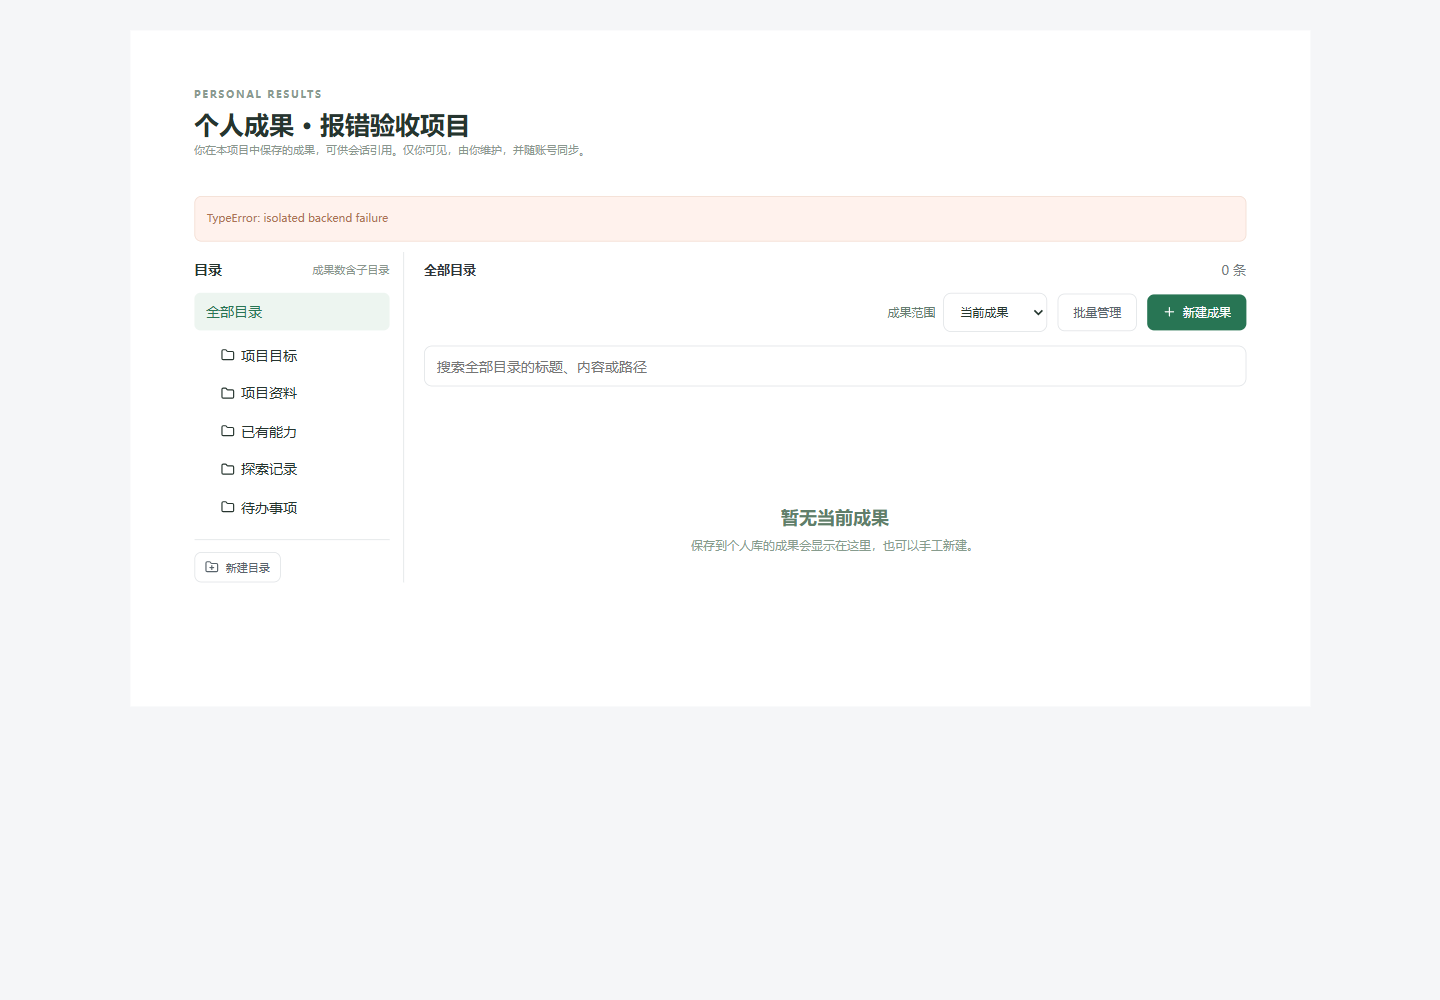 PERSONAL RESULTS
个人成果・报错验收项目
你在本项目中保存的成果，可供会话引用。仅你可见，由你维护，并随账号同步。
TypeError: isolated backend failure
目录
成果数含子目录
全部目录
项目目标
项目资料
已有能力
探索记录
待办事项
新建目录
全部目录
0 条
成果范围
当前成果
批量管理
新建成果
搜索全部目录的标题、内容或路径
暂无当前成果
保存到个人库的成果会显示在这里，也可以手工新建。